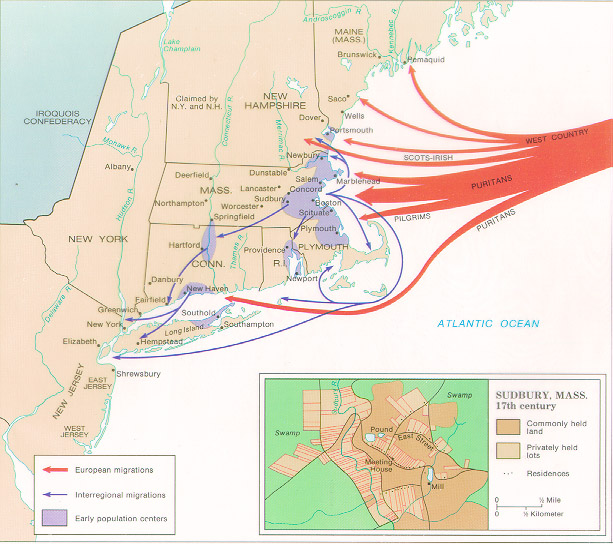 Androscoggin R.
Kennebec R.
MAINE
(MASS.)
Lake
Champlain
Brunswick
Pemaquid
Claimed by
N.Y. and N.H.
NEW
HAMPSHIRE
Saco
Wells
Dover
Portsmouth
IROQUOIS
CONFEDERACY
Connecticut R.
Merrimac R.
WEST COUNTRY
Mohawk R.
Newbury
SCOTS-IRISH
Albany
Deerfield
Dunstable
Salem
Marblehead
MASS.
Lancaster
Concord
PURITANS
Northampton
Sudbury
Worcester
Boston
Springfield
Scituate
PILGRIMS
PURITANS
Hudson R.
Plymouth
NEW YORK
Hartford
Thames R.
Providence
PLYMOUTH
CONN.
R.I.
Newport
Danbury
New Haven
Delaware R.
Fairfield
Greenwich
Southold
New York
Long Island
Southampton
ATLANTIC OCEAN
Elizabeth
Hempstead
Shrewsbury
NEW JERSEY
EAST
JERSEY
WEST
JERSEY
European migrations
Interregional migrations
Early population centers
Sudbury R.
Swamp
Swamp
Pound
East Street
Meeting
House
Mill
SUDBURY, MASS.
17th century
Commonly held
land
Privately held
lots
Residences
0 ½ Mile
0 ½ Kilometer